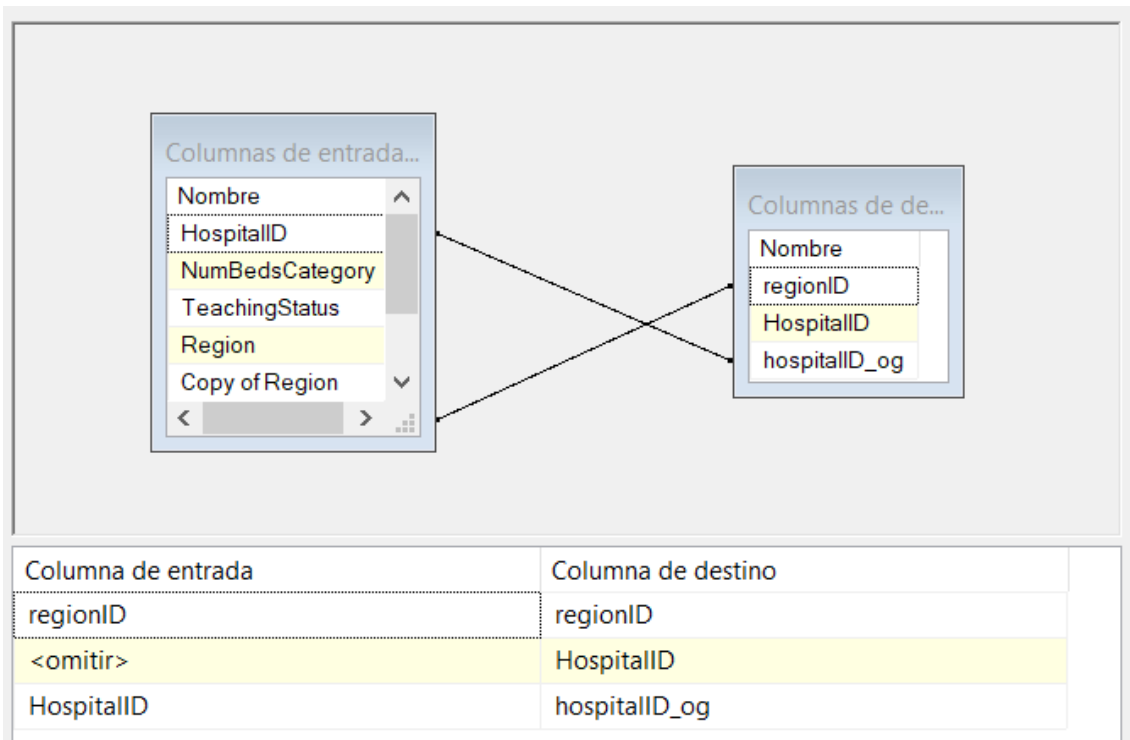 Columnas de entrada...
Nombre
HospitalID
NumBedsCategory
TeachingStatus
Region
Copy of Region
Columnas de de...
Nombre
regionID
HospitalID
hospitalID_og
Columna de entrada Columna de destino
regionID regionID
<omitir> HospitalID
HospitalID hospitalID_og